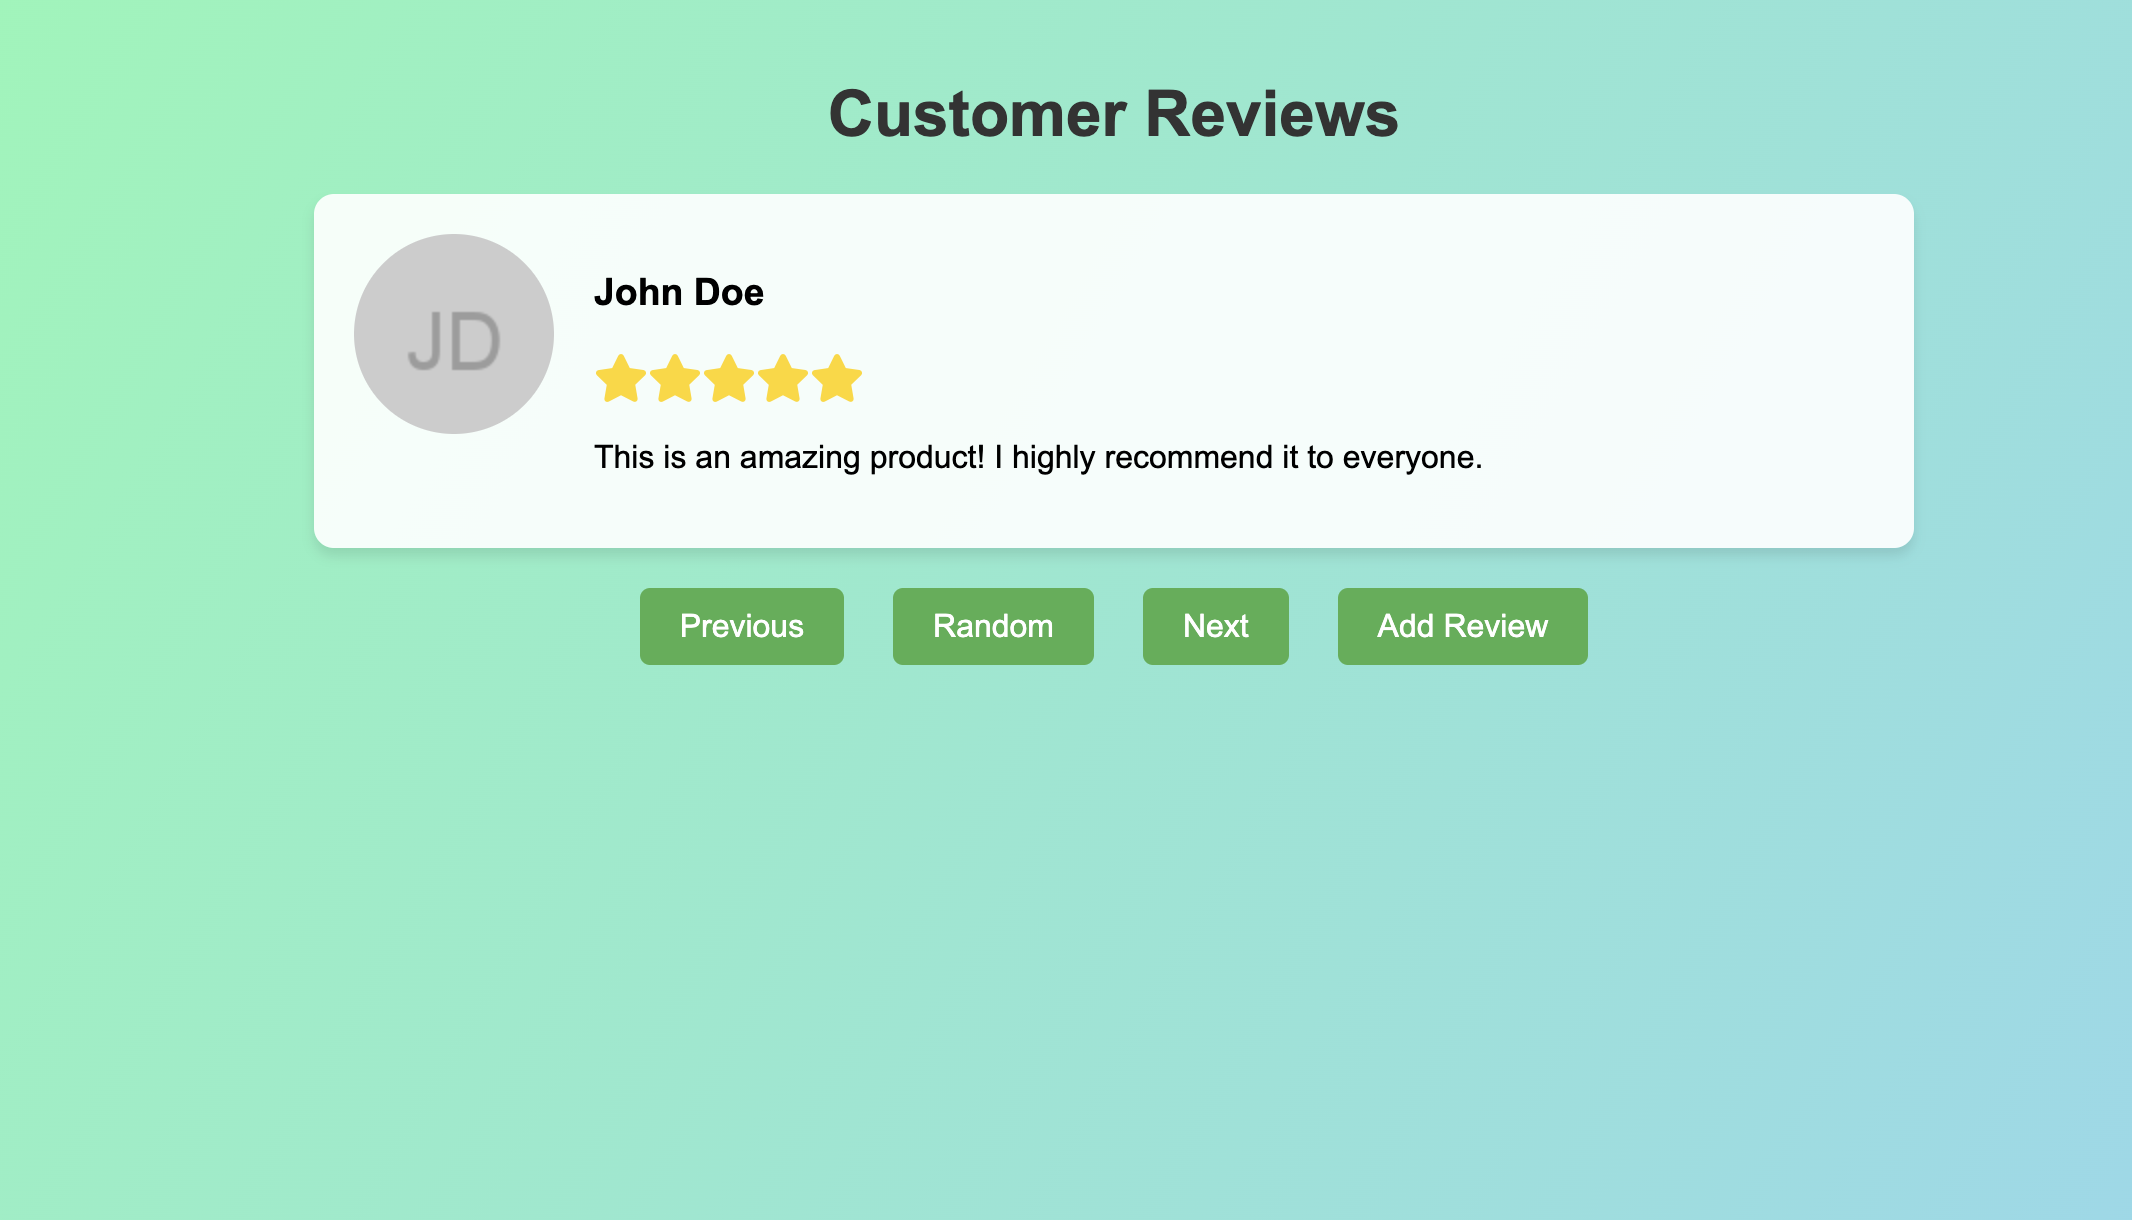 Customer Reviews
JD
John Doe
This is an amazing product! I highly recommend it to everyone.
Previous
Random
Next
Add Review